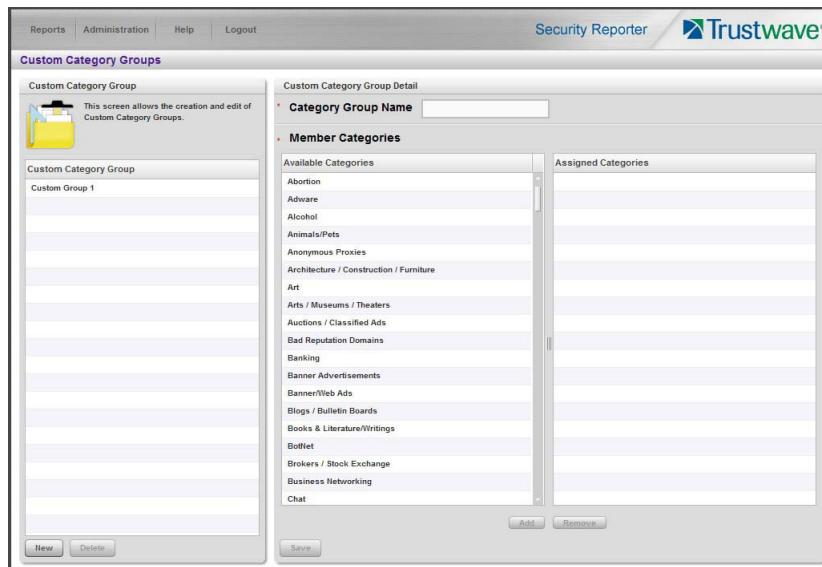 Reports Administration Help Logout
Security Reporter
Trustwave
Custom Category Groups
Custom Category Group
This screen allows the creation and edit of
Custom Category Groups.
Custom Category Group
Custom Group 1
New Delete
Custom Category Group Detail
* Category Group Name
* Member Categories
Available Categories
Abortion
Adware
Alcohol
Animals/Pets
Anonymous Proxies
Architecture / Construction / Furniture
Art
Arts / Museums / Theaters
Auctions / Classified Ads
Bad Reputation Domains
Banking
Banner Advertisements
Banner/Web Ads
Blogs / Bulletin Boards
Books & Literature/Writings
BotNet
Brokers / Stock Exchange
Business Networking
Chat
Assigned Categories
Add Remove
Save